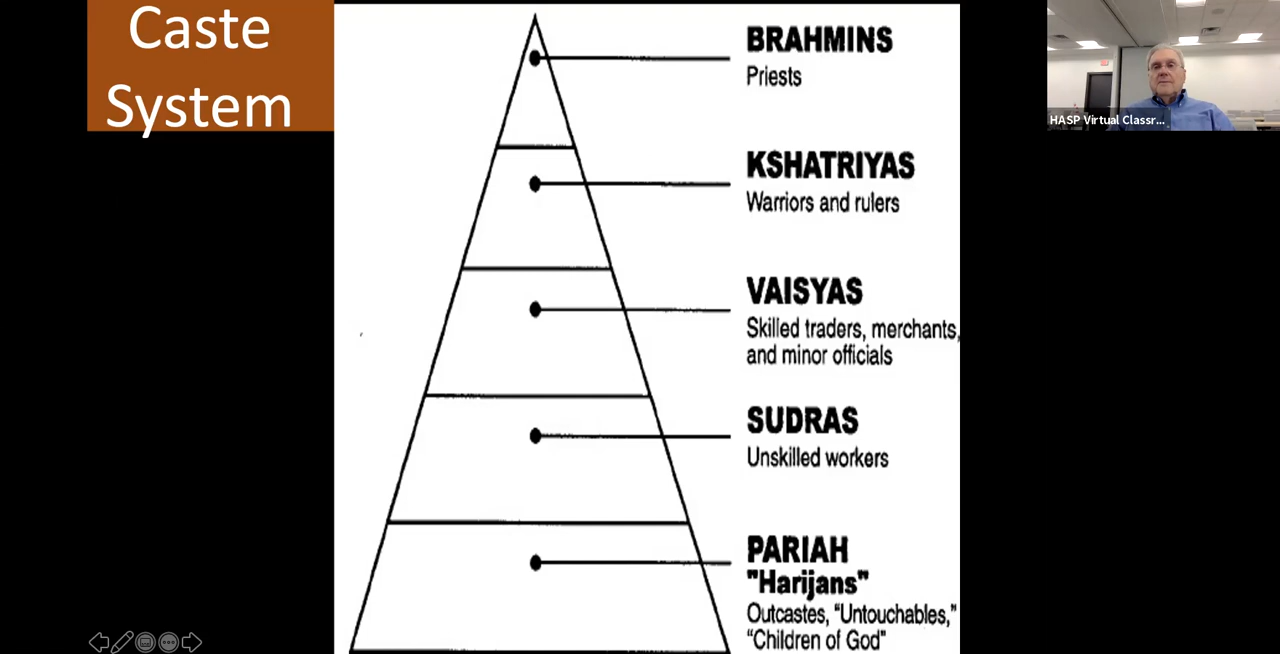 Caste
System
BRAHMINS
Priests
KSHATRIYAS
Warriors and rulers
VAISYAS
Skilled traders, merchants,
and minor officials
SUDRAS
Unskilled workers
PARIAH
"Harijans"
Outcastes, “Untouchables,”
“Children of God”
HASP Virtual Classr...